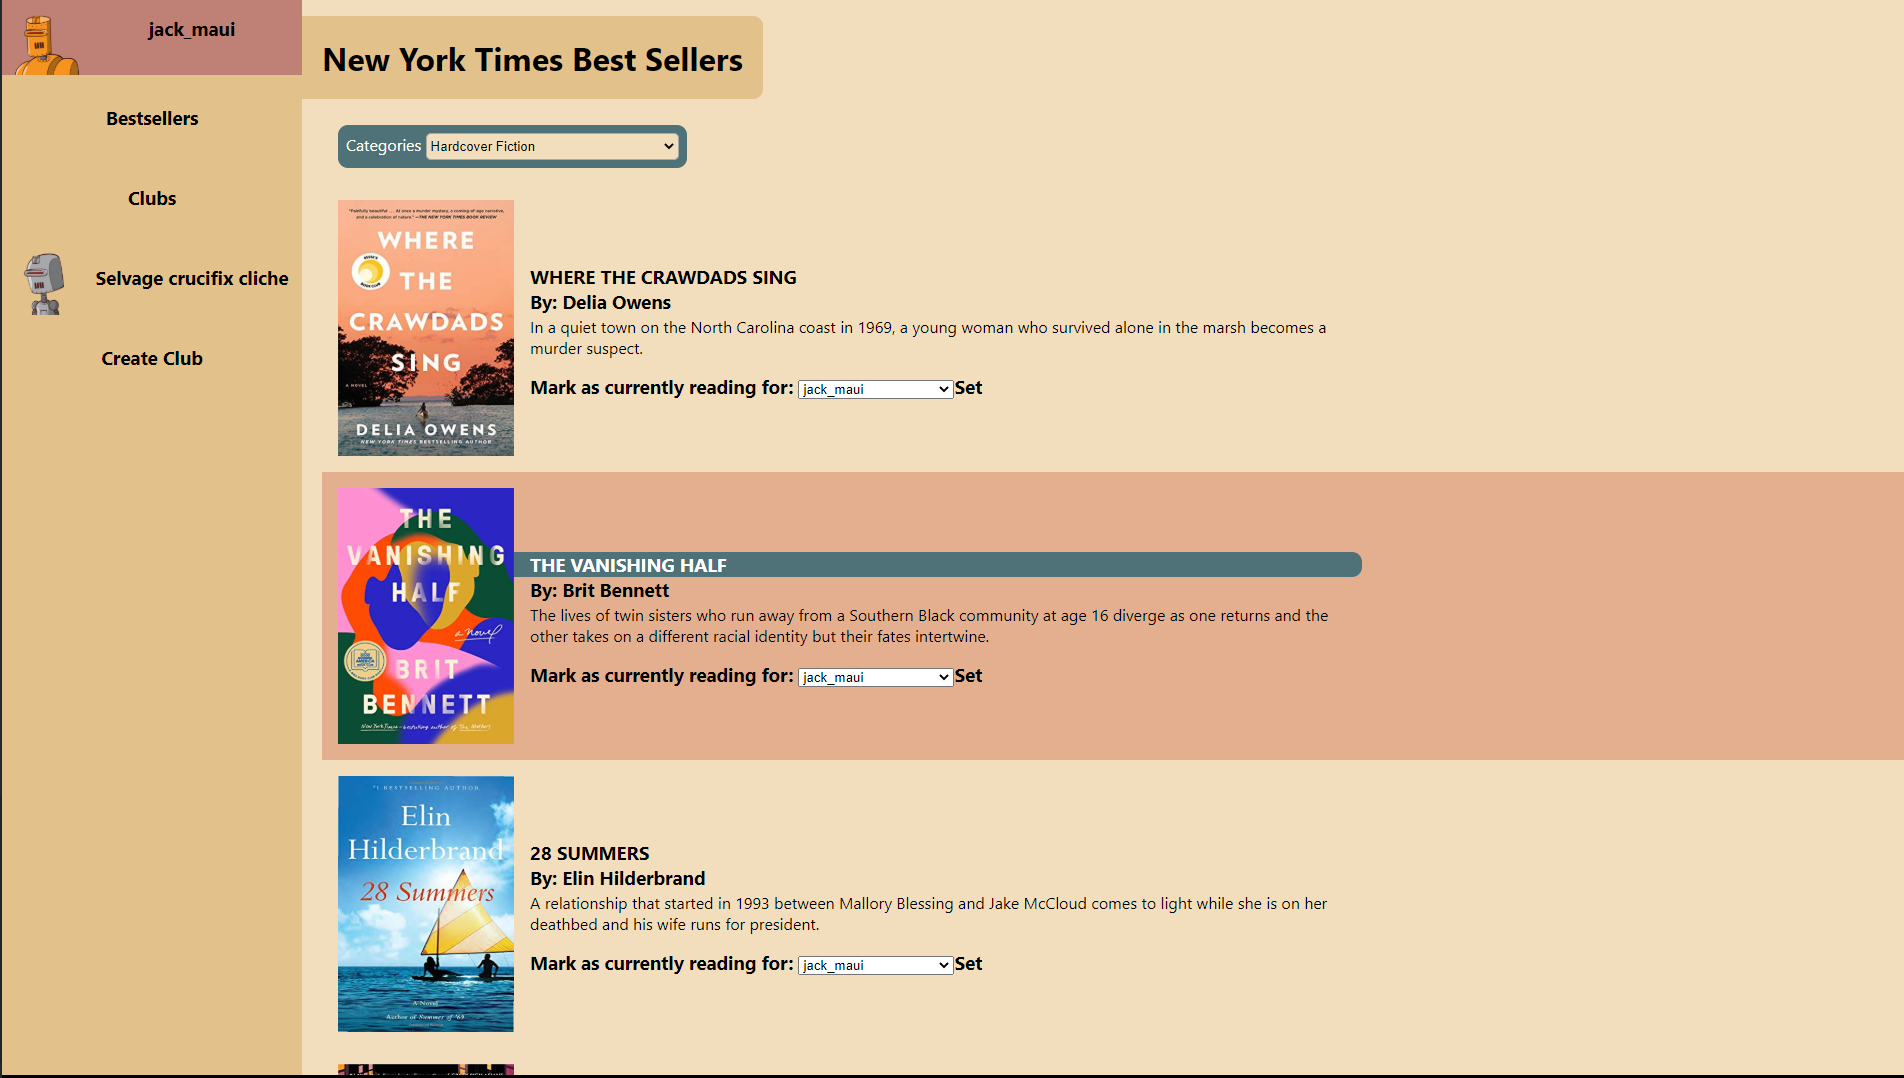 jack_maui
Bestsellers
Clubs
Selvage crucifix cliche
Create Club
New York Times Best Sellers
Categories Hardcover Fiction
"Painfully beautiful ... At once a murder mystery, a coming-of-age narrative,
and a celebration of nature." —THE NEW YORK TIMES BOOK REVIEW
WHERE
THE
CRAWDADS
SING
A NOVEL
DELIA OWENS
NEW YORK TIMES BESTSELLING AUTHOR
WHERE THE CRAWDADS SING
By: Delia Owens
In a quiet town on the North Carolina coast in 1969, a young woman who survived alone in the marsh becomes a
murder suspect.
Mark as currently reading for: jack_maui Set
THE
VANISHING
HALF
a novel
BRIT
BENNETT
New York Times–bestselling author of The Mothers
THE VANISHING HALF
By: Brit Bennett
The lives of twin sisters who run away from a Southern Black community at age 16 diverge as one returns and the
other takes on a different racial identity but their fates intertwine.
Mark as currently reading for: jack_maui Set
#1 BESTSELLING AUTHOR
Elin
Hilderbrand
28 Summers
A Novel
Author of Summer of '69
28 SUMMERS
By: Elin Hilderbrand
A relationship that started in 1993 between Mallory Blessing and Jake McCloud comes to light while she is on her
deathbed and his wife runs for president.
Mark as currently reading for: jack_maui Set